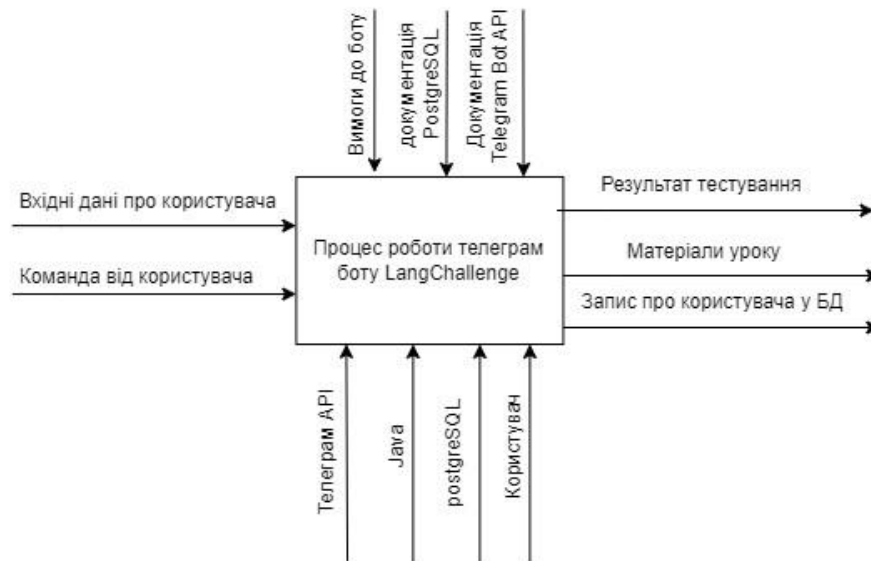 Вимоги до боту
документація
PostgreSQL
Документація
Telegram Bot API
Вхідні дані про користувача
Команда від користувача
Процес роботи телеграм
боту LangChallenge
Результат тестування
Матеріали уроку
Запис про користувача у БД
Телеграм API
Java
postgreSQL
Користувач